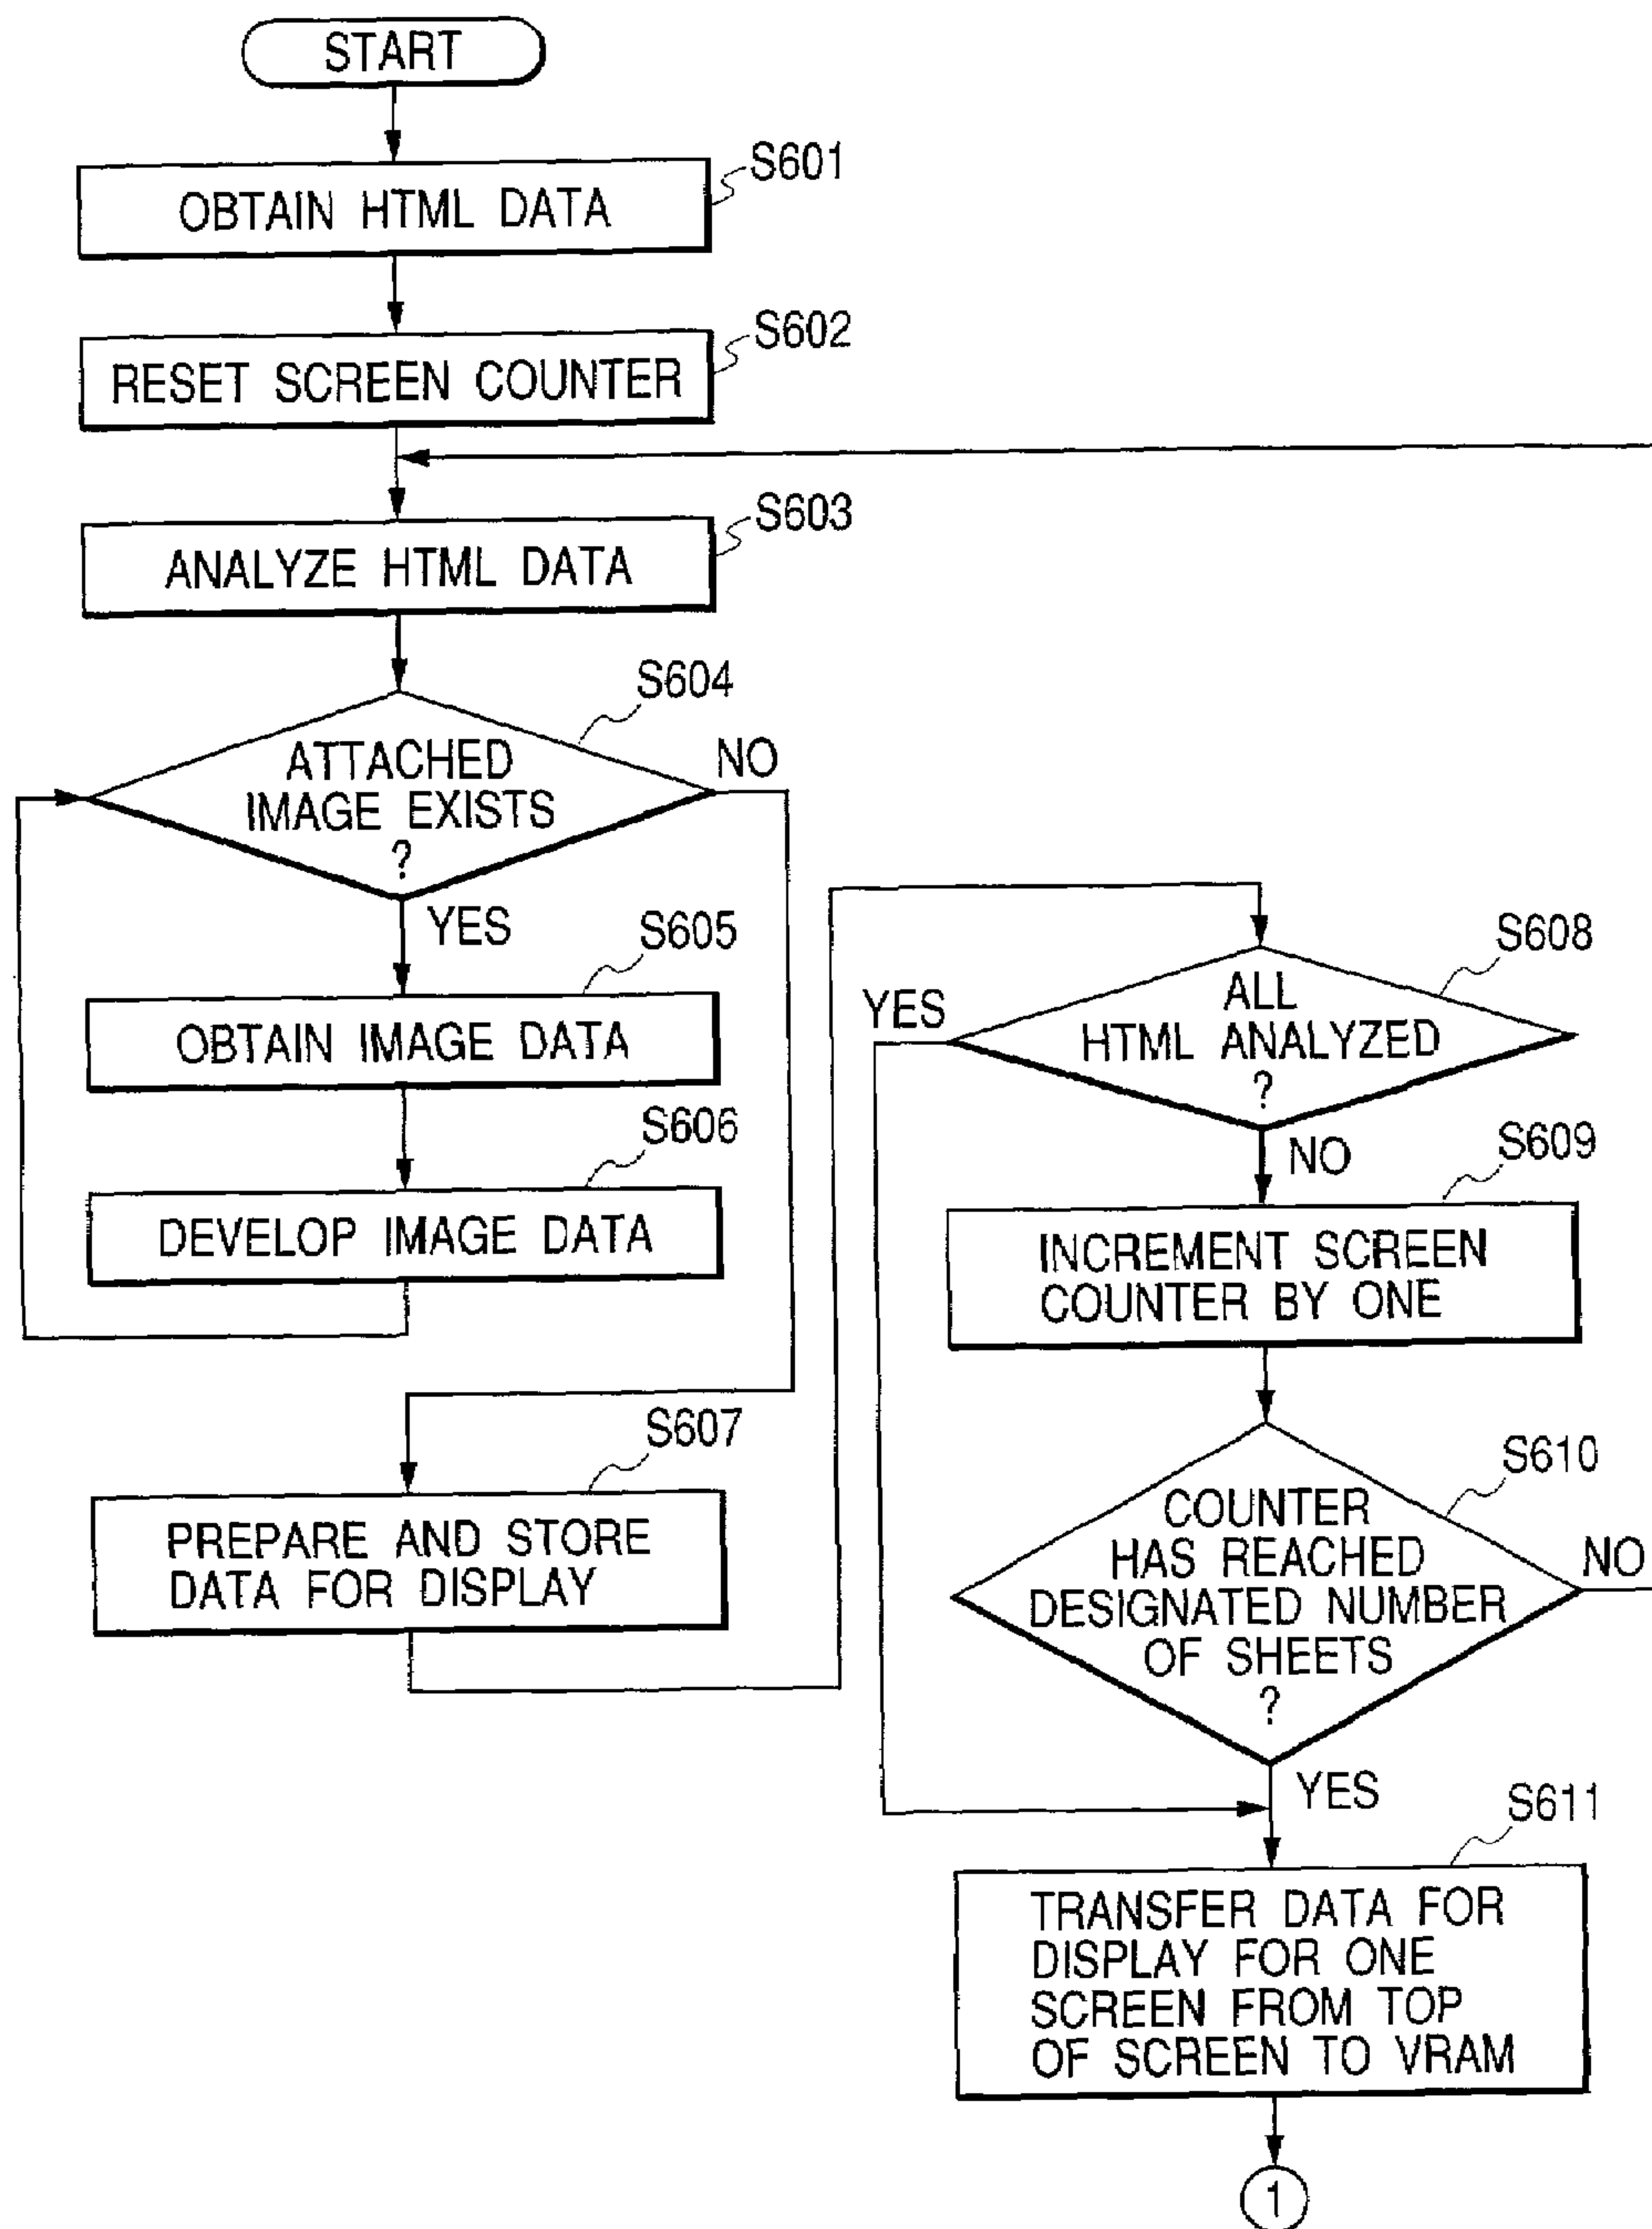 START
S601
OBTAIN HTML DATA
S602
RESET SCREEN COUNTER
S603
ANALYZE HTML DATA
S604
ATTACHED
IMAGE EXISTS
?
NO
YES
S605
OBTAIN IMAGE DATA
S606
DEVELOP IMAGE DATA
S607
PREPARE AND STORE
DATA FOR DISPLAY
S608
ALL
HTML ANALYZED
?
YES
NO
S609
INCREMENT SCREEN
COUNTER BY ONE
S610
COUNTER
HAS REACHED
DESIGNATED NUMBER
OF SHEETS
?
NO
YES
S611
TRANSFER DATA FOR
DISPLAY FOR ONE
SCREEN FROM TOP
OF SCREEN TO VRAM
1